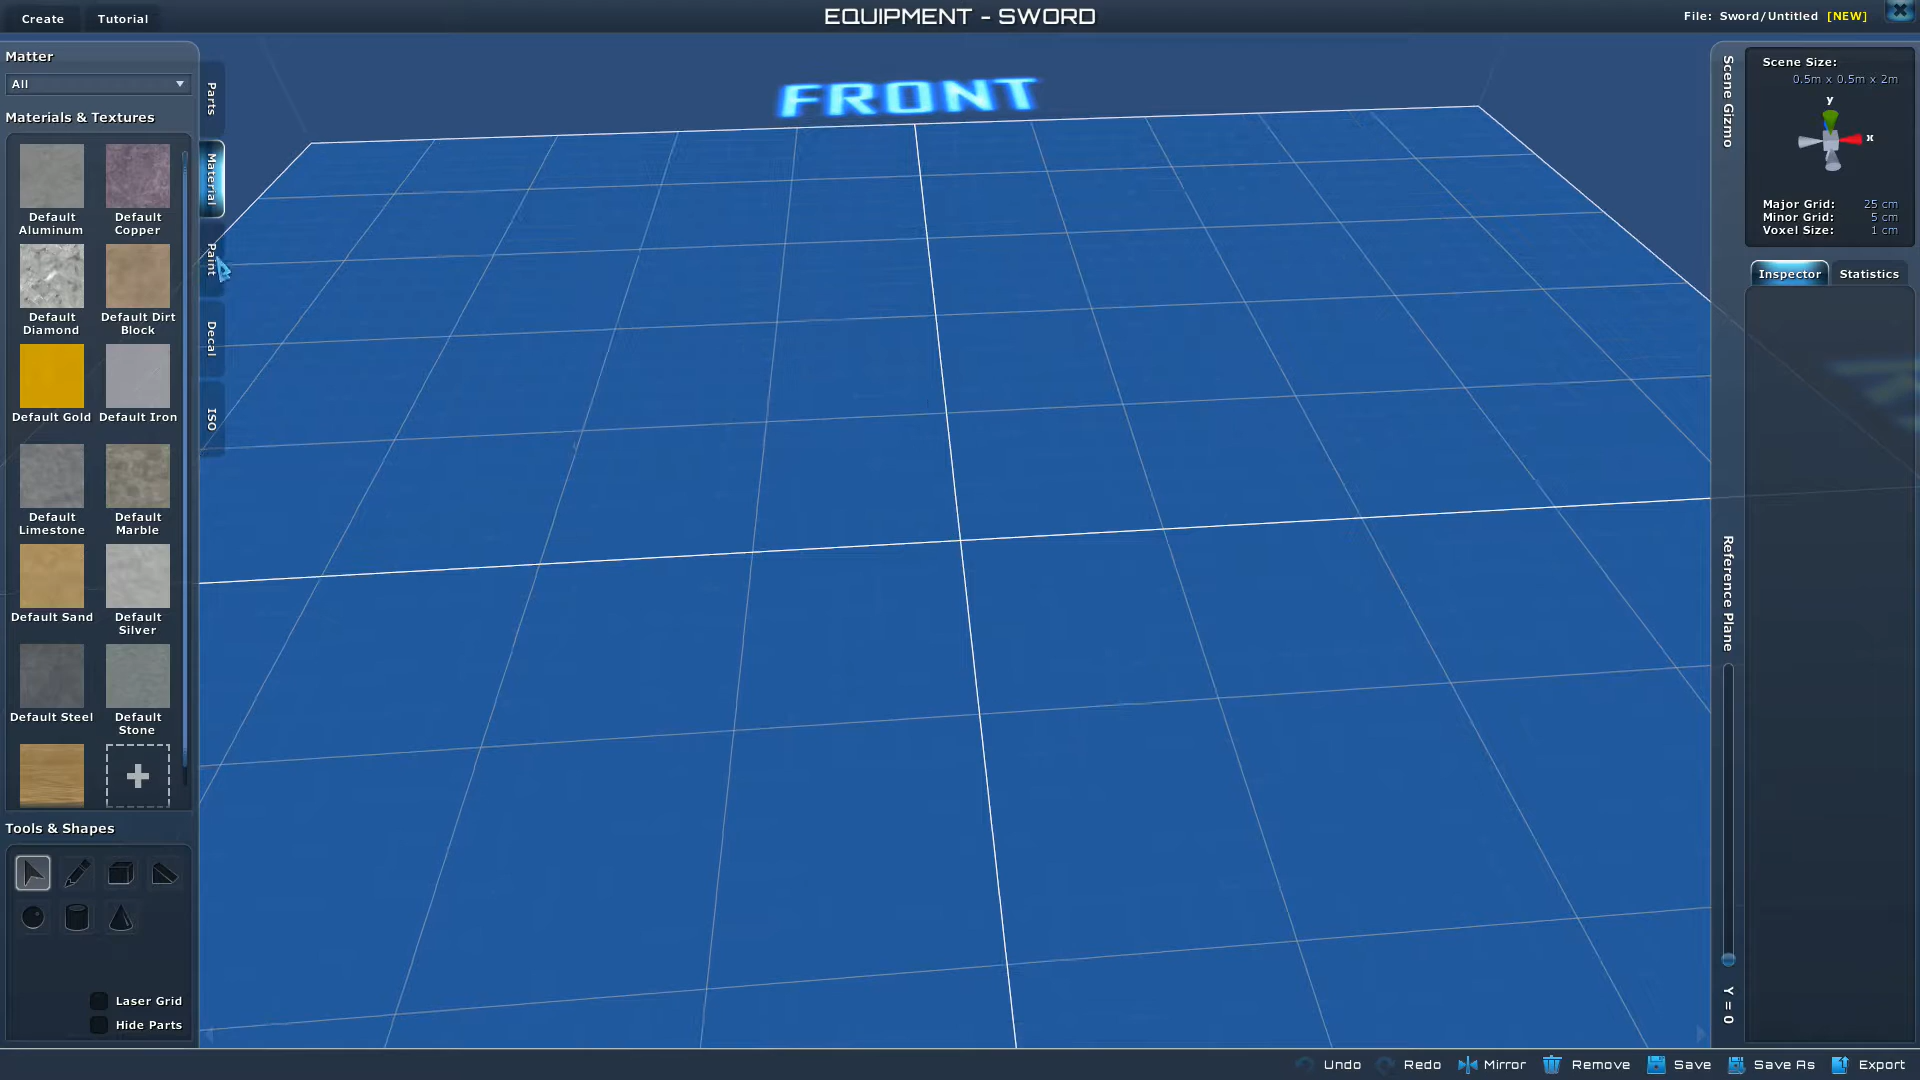 Create
Tutorial
EQUIPMENT - SWORD
File: Sword/Untitled [NEW]
Matter
All
Materials & Textures
Default Aluminum
Default Copper
Default Diamond
Default Dirt Block
Default Gold
Default Iron
Default Limestone
Default Marble
Default Sand
Default Silver
Default Steel
Default Stone
Tools & Shapes
Laser Grid
Hide Parts
Parts
Material
Paint
Decal
ISO
FRONT
Scene Gizmo
Reference Plane
Y = 0
Scene Size:
0.5m x 0.5m x 2m
y
x
Major Grid: 25 cm
Minor Grid: 5 cm
Voxel Size: 1 cm
Inspector
Statistics
Undo
Redo
Mirror
Remove
Save
Save As
Export